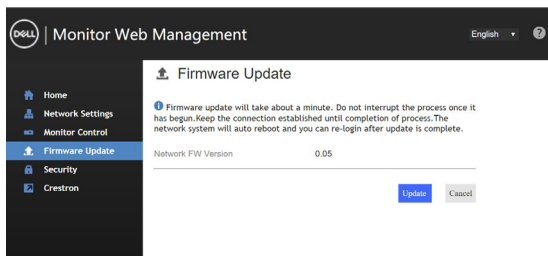 DELL | Monitor Web Management
English
?
Home
Network Settings
Monitor Control
Firmware Update
Security
Crestron
Firmware Update
Firmware update will take about a minute. Do not interrupt the process once it
has begun.Keep the connection established until completion of process.The
network system will auto reboot and you can re-login after update is complete.
Network FW Version 0.05
Update Cancel